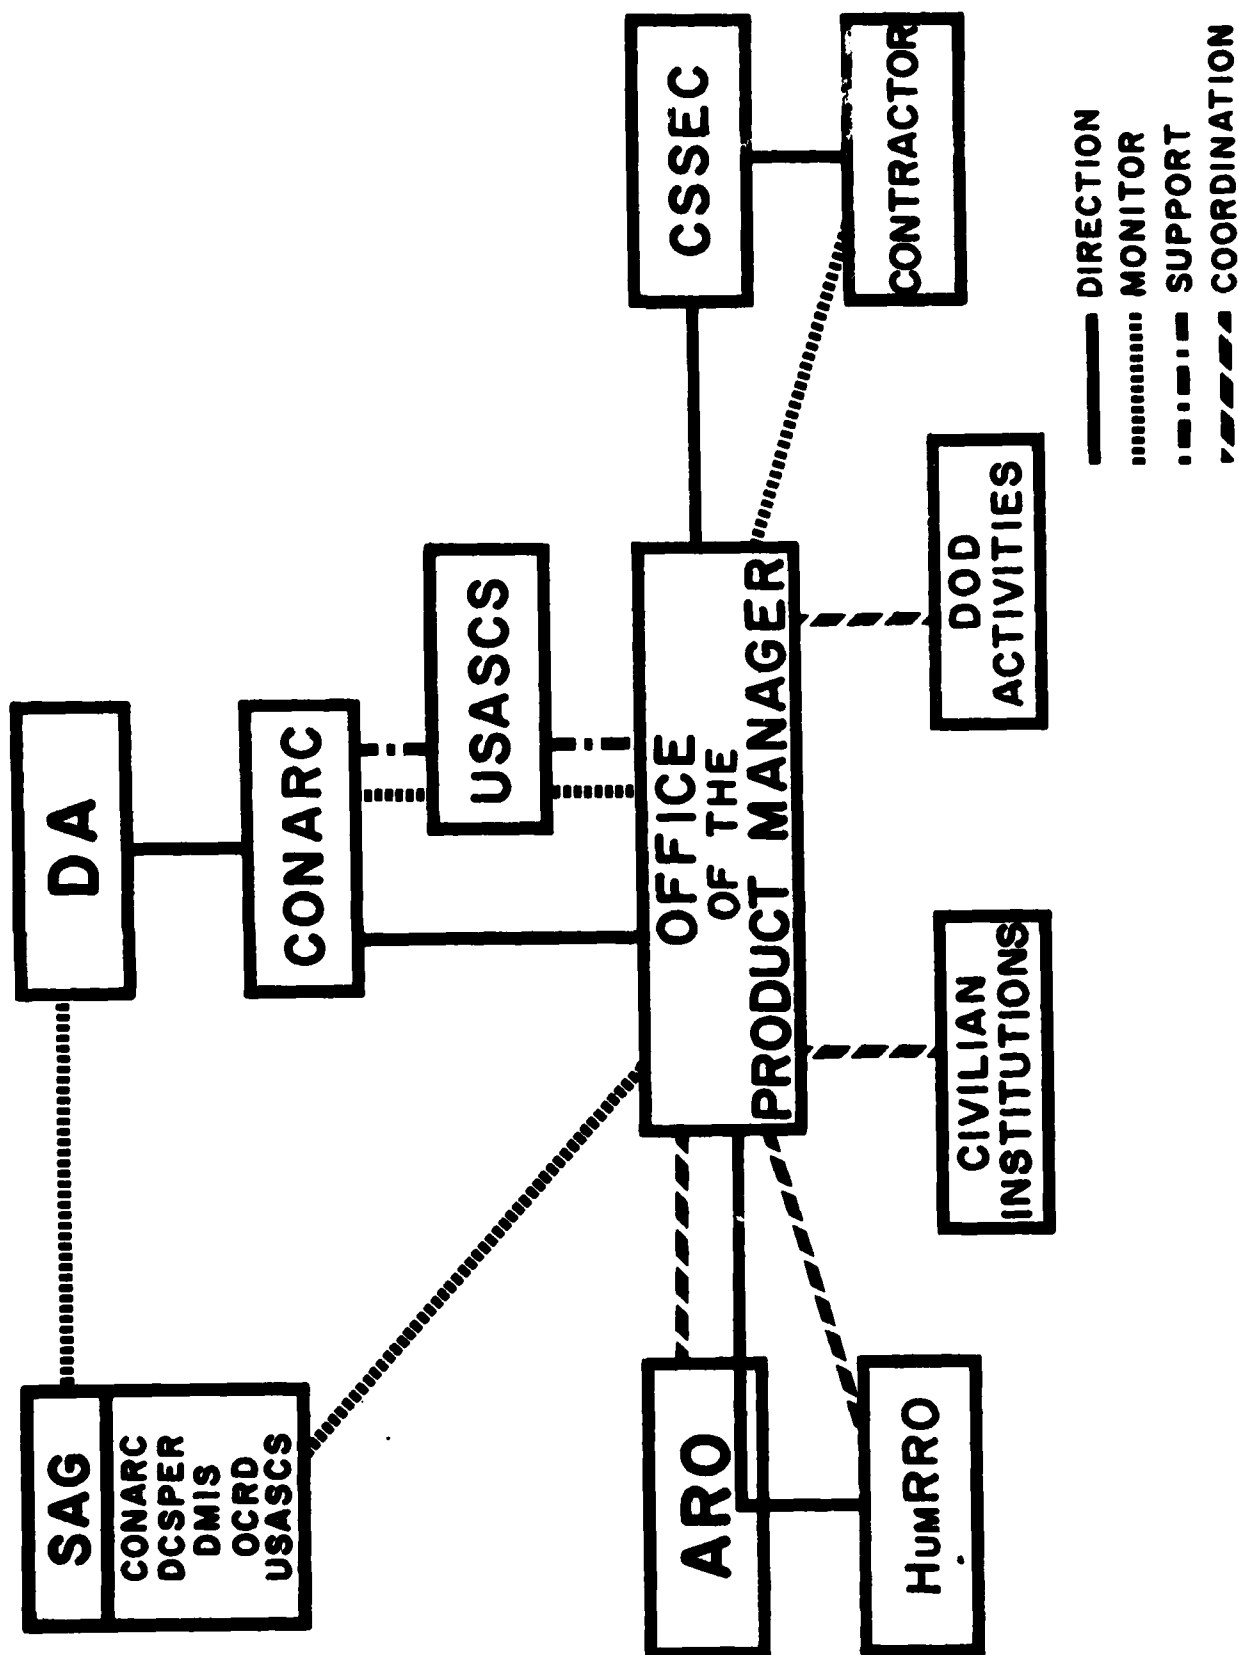 DA
SAG
CONARC
DCSPER
DMIS
OCRD
USASCS
CONARC
USASCS
OFFICE
OF THE
PRODUCT MANAGER
CSSEC
CONTRACTOR
ARO
HumRRO
CIVILIAN
INSTITUTIONS
DOD
ACTIVITIES
DIRECTION
MONITOR
SUPPORT
COORDINATION